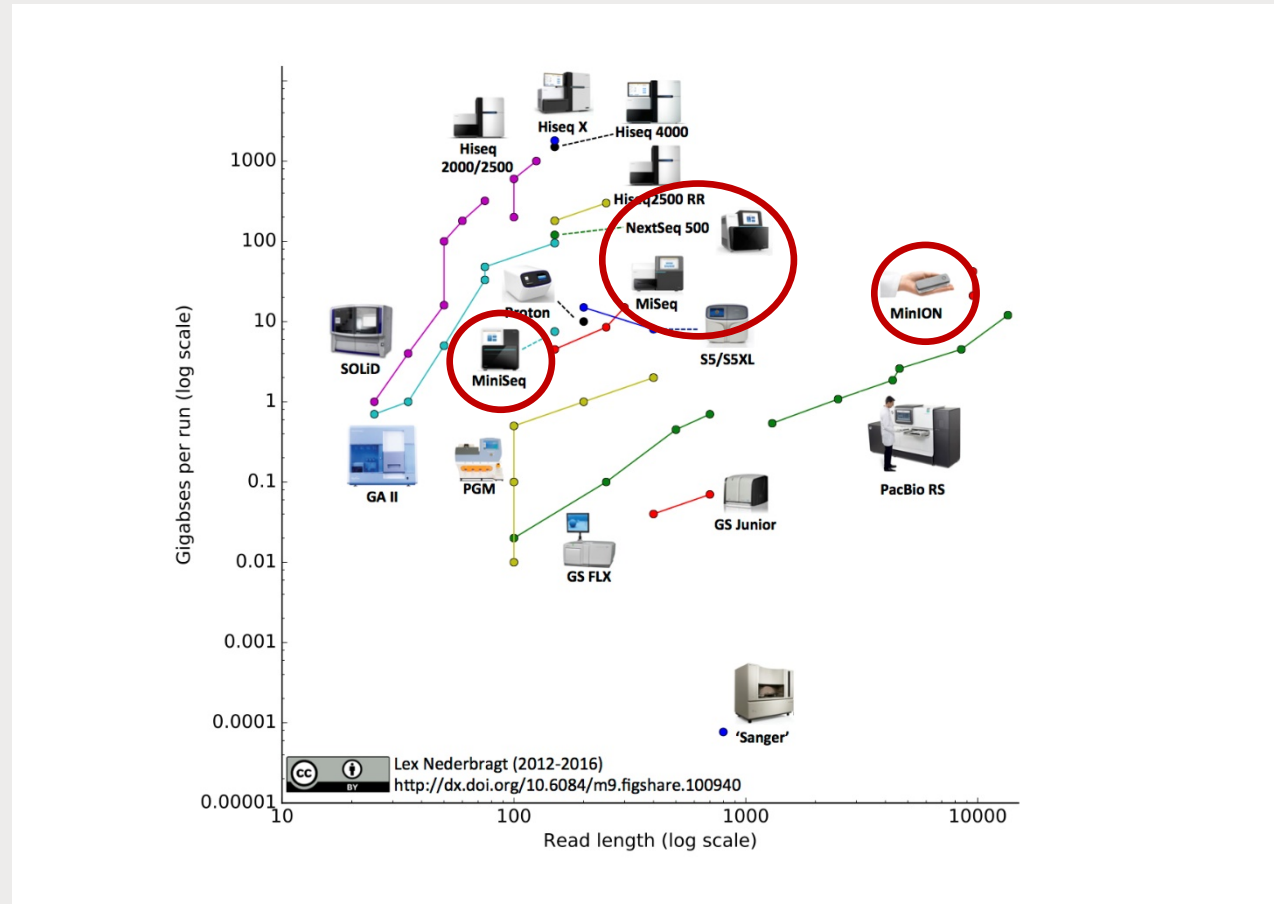 Hiseq X
Hiseq 4000
Hiseq
2000/2500
1000
Hiseq2500 RR
NextSeq 500
100
MiSeq
MinION
Proton
10
S5/S5XL
SOLiD
MiniSeq
1
Gigabses per run (log scale)
0.1
GA II
PGM
PacBio RS
GS Junior
0.01
GS FLX
0.001
0.0001
'Sanger'
cc
BY
Lex Nederbragt (2012-2016)
http://dx.doi.org/10.6084/m9.figshare.100940
0.00001
10
100
1000
10000
Read length (log scale)